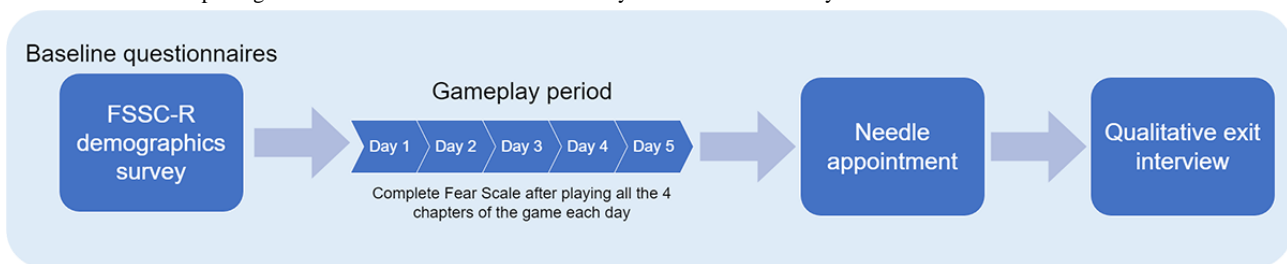 Baseline questionnaires
FSSC-R
demographics
survey
Gameplay period
Day 1
Day 2
Day 3
Day 4
Day 5
Complete Fear Scale after playing all the 4
chapters of the game each day
Needle
appointment
Qualitative exit
interview